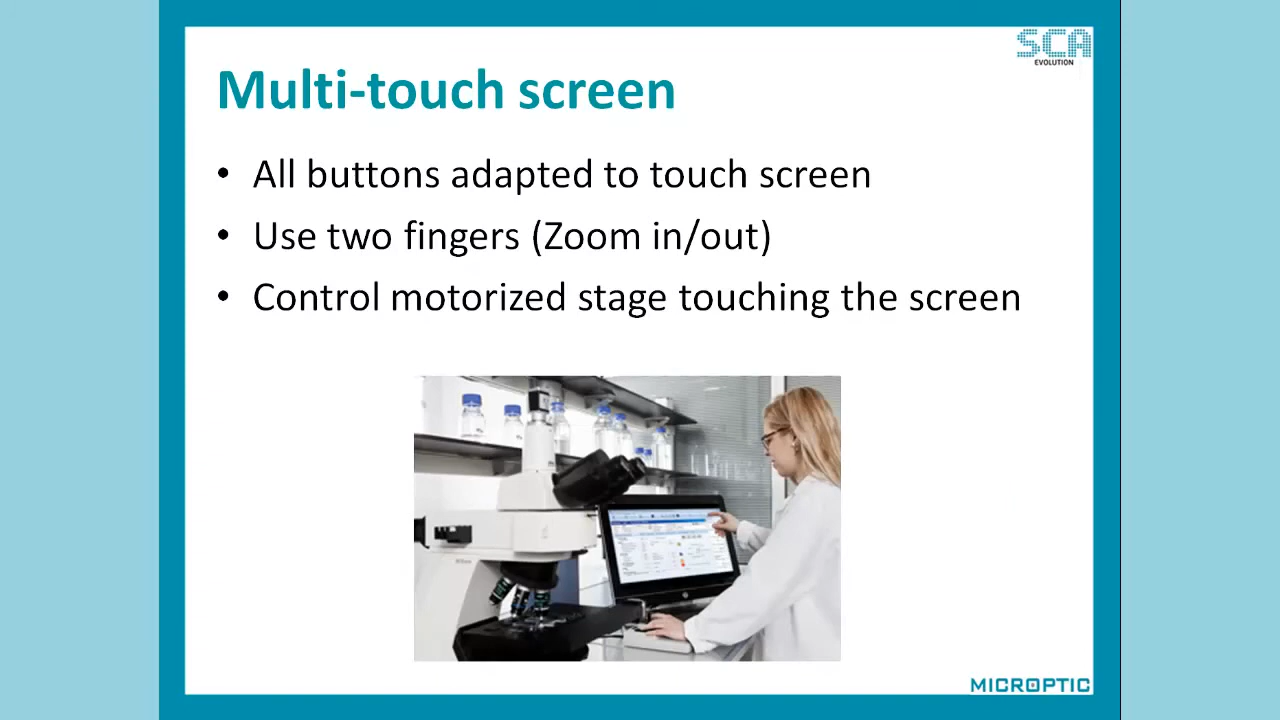 SCA
EVOLUTION
Multi-touch screen
• All buttons adapted to touch screen
• Use two fingers (Zoom in/out)
• Control motorized stage touching the screen
MICROPTIC